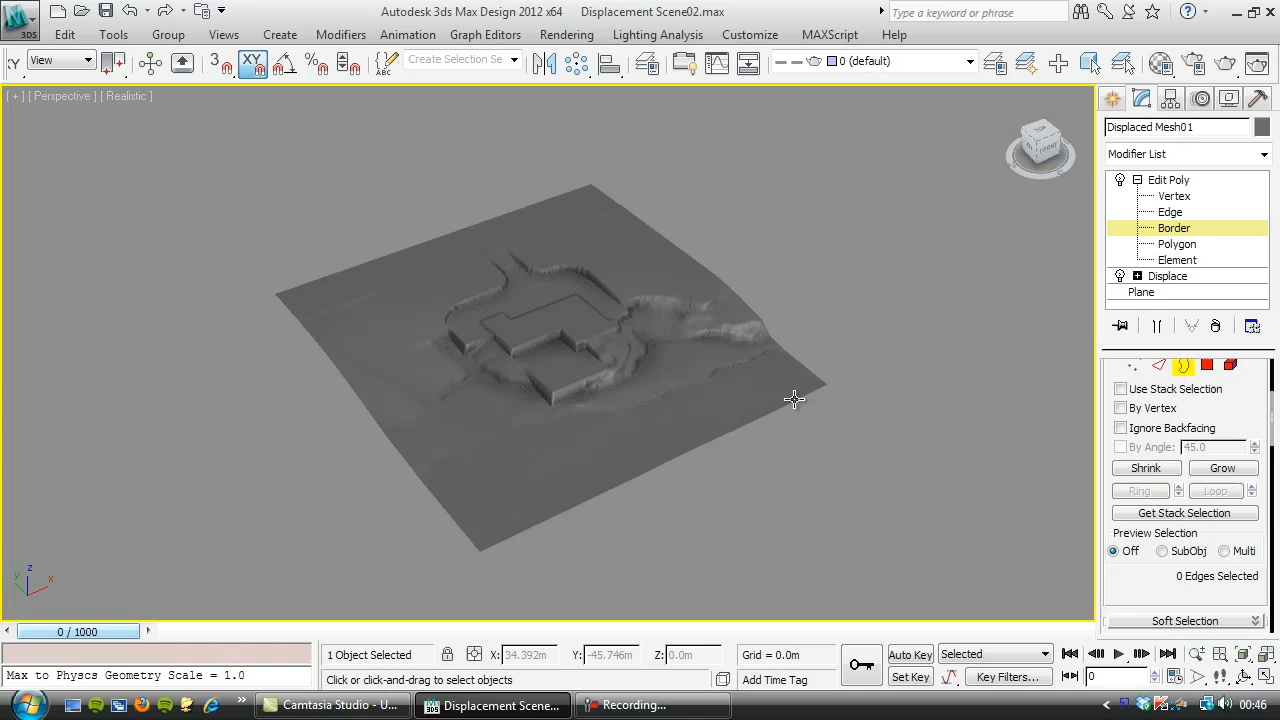 Autodesk 3ds Max Design 2012 x64 Displacement Scene02.max
Type a keyword or phrase
Edit Tools Group Views Create Modifiers Animation Graph Editors Rendering Lighting Analysis Customize MAXScript Help
View
3
XY
%
ABC
Create Selection Se
0 (default)
[ + ] [ Perspective ] [ Realistic ]
TOP
FRONT
Displaced Mesh01
Modifier List
Edit Poly
Vertex
Edge
Border
Polygon
Element
Displace
Plane
Use Stack Selection
By Vertex
Ignore Backfacing
By Angle: 45.0
Shrink Grow
Ring Loop
Get Stack Selection
Preview Selection
Off SubObj Multi
0 Edges Selected
Soft Selection
z
y
x
0 / 1000
1 Object Selected X: 34.392m Y: -45.746m Z: 0.0m Grid = 0.0m Auto Key Selected
Max to Physcs Geometry Scale = 1.0 Click or click-and-drag to select objects Add Time Tag Set Key Key Filters... 0
Camtasia Studio - U... Displacement Scene... Recording... 00:46